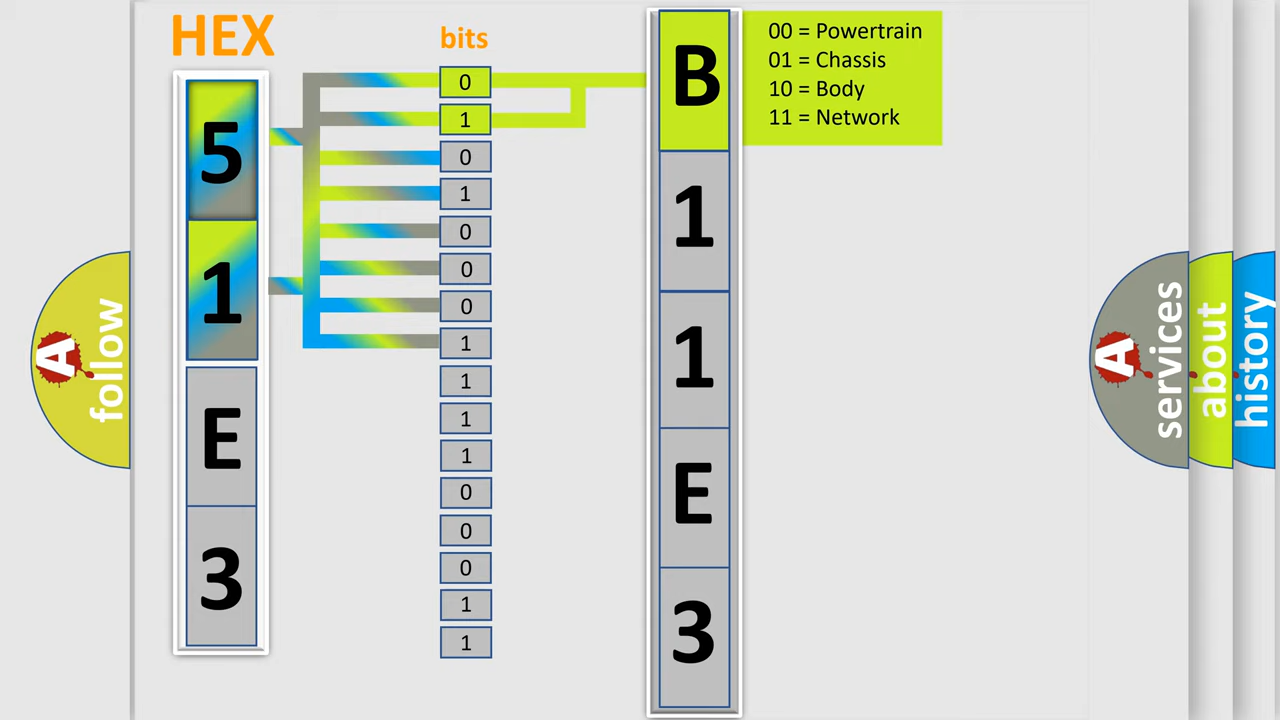 HEX
bits
5
1
E
3
0
1
0
1
0
0
0
1
1
1
1
0
0
0
1
1
B
1
1
E
3
00 = Powertrain
01 = Chassis
10 = Body
11 = Network
A
follow
A
services
about
history